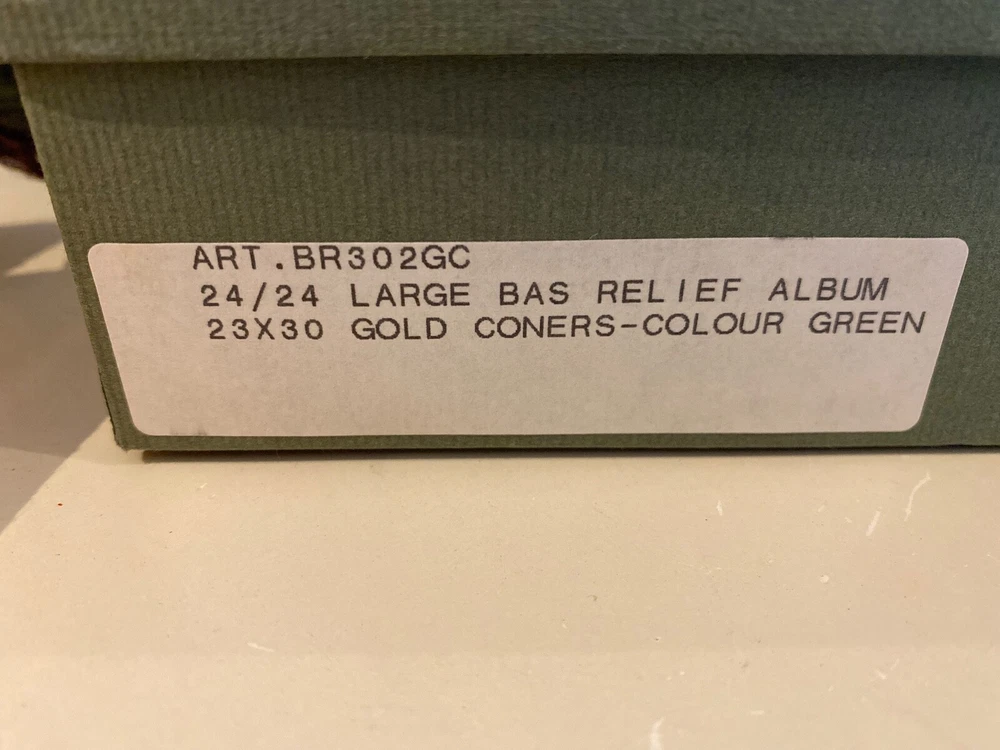 ART.BR302GC
24/24 LARGE BAS RELIEF ALBUM
23X30 GOLD CONERS-COLOUR GREEN